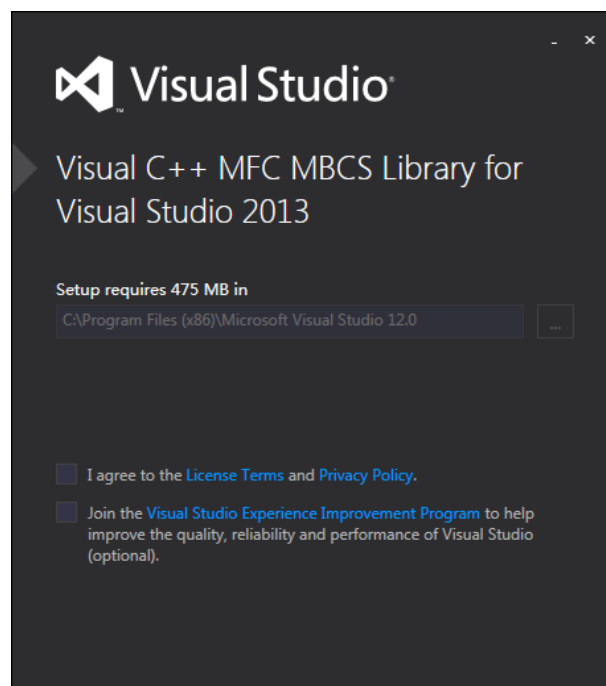 Visual Studio®
™
Visual C++ MFC MBCS Library for
Visual Studio 2013
Setup requires 475 MB in
C:\Program Files (x86)\Microsoft Visual Studio 12.0
...
I agree to the License Terms and Privacy Policy.
Join the Visual Studio Experience Improvement Program to help
improve the quality, reliability and performance of Visual Studio
(optional).